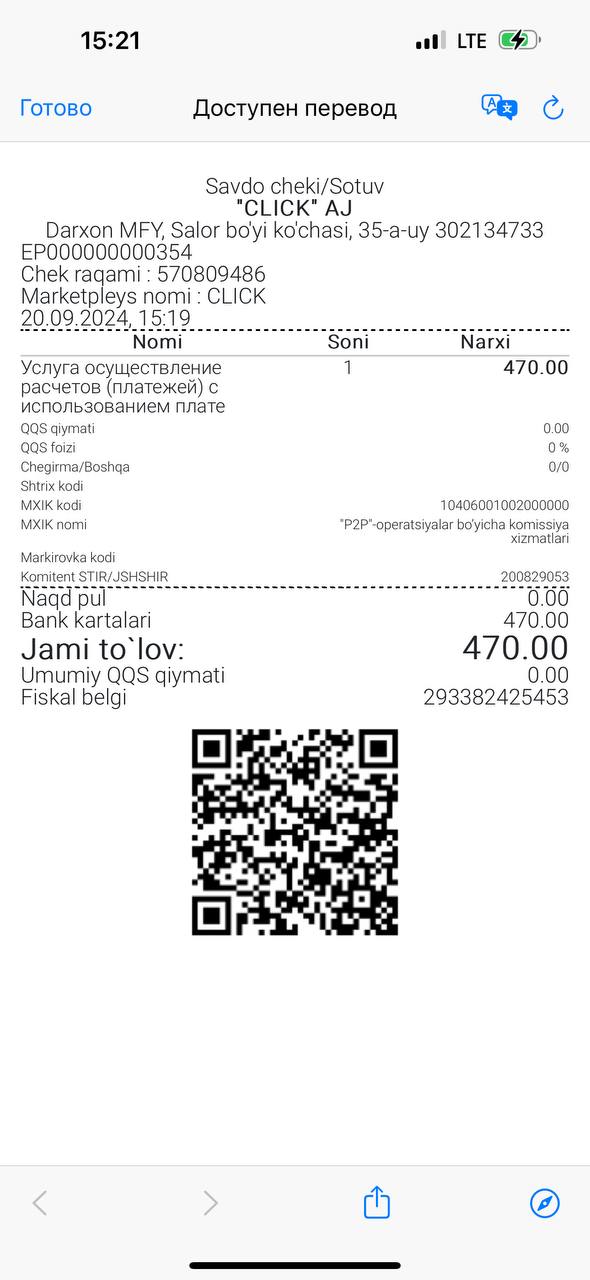 15:21
LTE
Готово
Доступен перевод
Savdo cheki/Sotuv
"CLICK" AJ
Darxon MFY, Salor bo'yi ko'chasi, 35-a-uy 302134733
EP000000000354
Chek raqami : 570809486
Marketpleys nomi : CLICK
20.09.2024, 15:19
Nomi Soni Narxi
Услуга осуществление 1 470.00
расчетов (платежей) с
использованием плате
QQS qiymati 0.00
QQS foizi 0 %
Chegirma/Boshqa 0/0
Shtrix kodi
MXIK kodi 10406001002000000
MXIK nomi "P2P"-operatsiyalar bo'yicha komissiya
xizmatlari
Markirovka kodi
Komitent STIR/JSHSHIR 200829053
Naqd pul 0.00
Bank kartalari 470.00
Jami to`lov: 470.00
Umumiy QQS qiymati 0.00
Fiskal belgi 293382425453